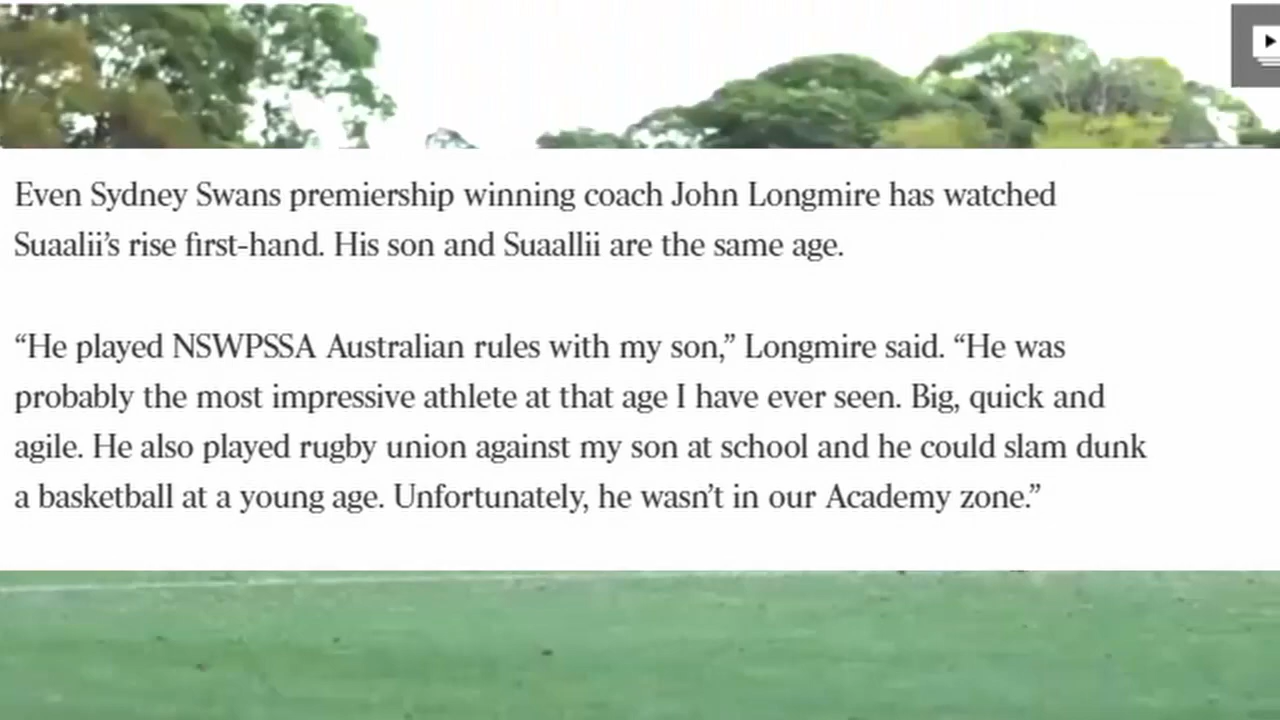 Even Sydney Swans premiership winning coach John Longmire has watched
Suaalii’s rise first-hand. His son and Suaallii are the same age.
“He played NSWPSSA Australian rules with my son,” Longmire said. “He was
probably the most impressive athlete at that age I have ever seen. Big, quick and
agile. He also played rugby union against my son at school and he could slam dunk
a basketball at a young age. Unfortunately, he wasn’t in our Academy zone.”